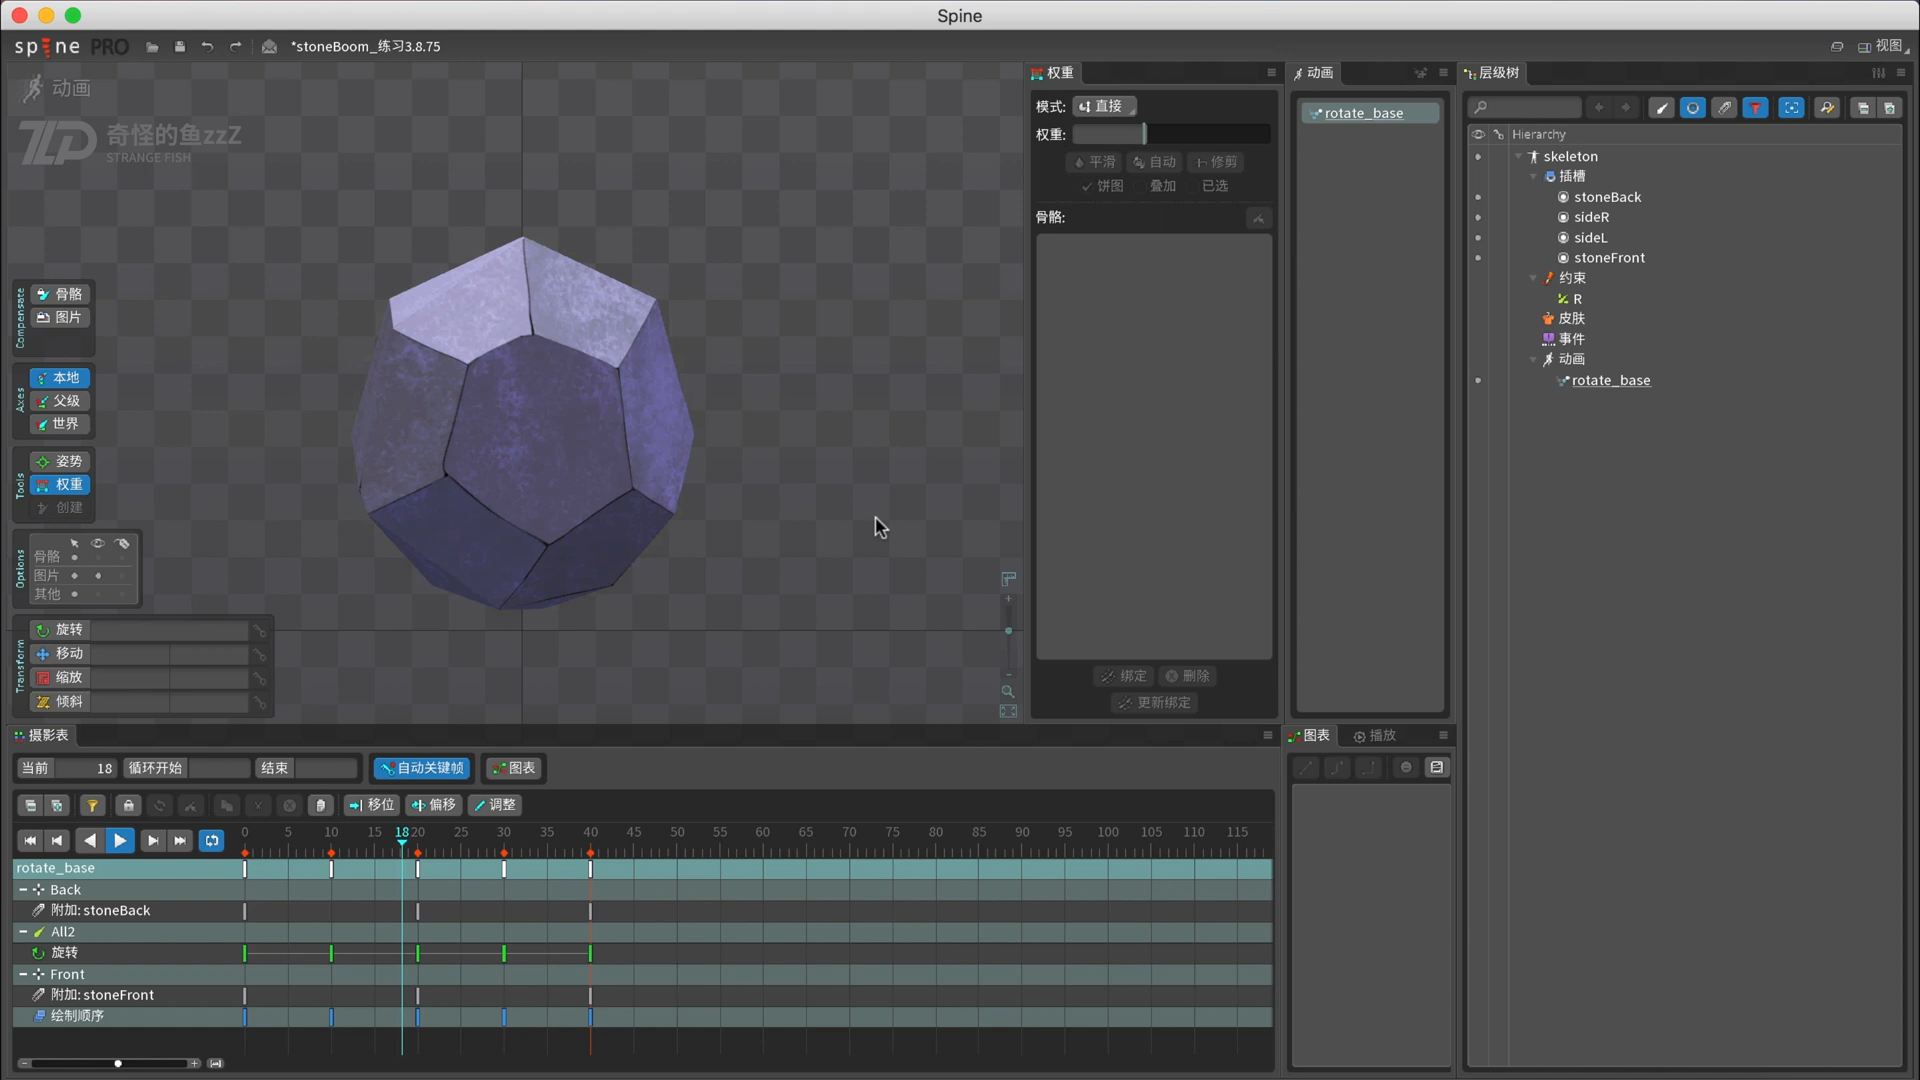 Spine
spine PRO
*stoneBoom_练习3.8.75
视图
动画
ZLP 奇怪的鱼zzZ
STRANGE FISH
Compensate
骨骼
图片
Axes
本地
父级
世界
Tools
姿势
权重
创建
Options
骨骼
图片
其他
Transform
旋转
移动
缩放
倾斜
权重
模式: 直接
权重:
平滑 自动 修剪
饼图 叠加 已选
骨骼:
绑定 删除
更新绑定
动画
rotate_base
层级树
Hierarchy
skeleton
插槽
stoneBack
sideR
sideL
stoneFront
约束
R
皮肤
事件
动画
rotate_base
摄影表
当前 18 循环开始 结束 自动关键帧 图表
移位 偏移 调整
0 5 10 15 18 20 25 30 35 40 45 50 55 60 65 70 75 80 85 90 95 100 105 110 115
rotate_base
Back
附加: stoneBack
All2
旋转
Front
附加: stoneFront
绘制顺序
图表 播放